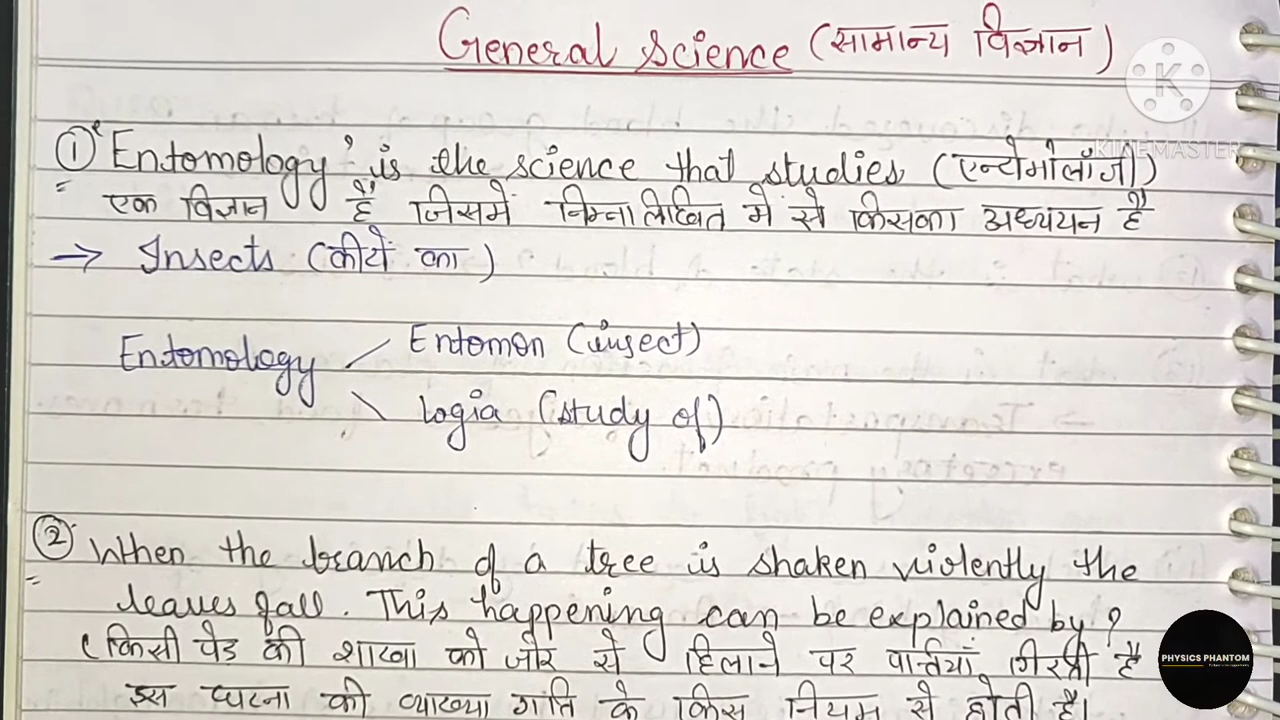 General Science (सामान्य विज्ञान)
① 'Entomology' is the science that studies (एन्टोमोलॉजी)
एक विज्ञान है जिसमें निम्नलिखित में से किसका अध्ययन है
→ Insects (कीटों का)
Entomology Entomon (insect)
Logia (study of)
② When the branch of a tree is shaken violently the
leaves fall. This happening can be explained by?
(किसी पेड की शाखा को जोर से हिलाने पर पत्तियां गिरती है
इस घटना की व्याख्या गति के किस नियम से होती है।
K
KINEMASTER
PHYSICS PHANTOM